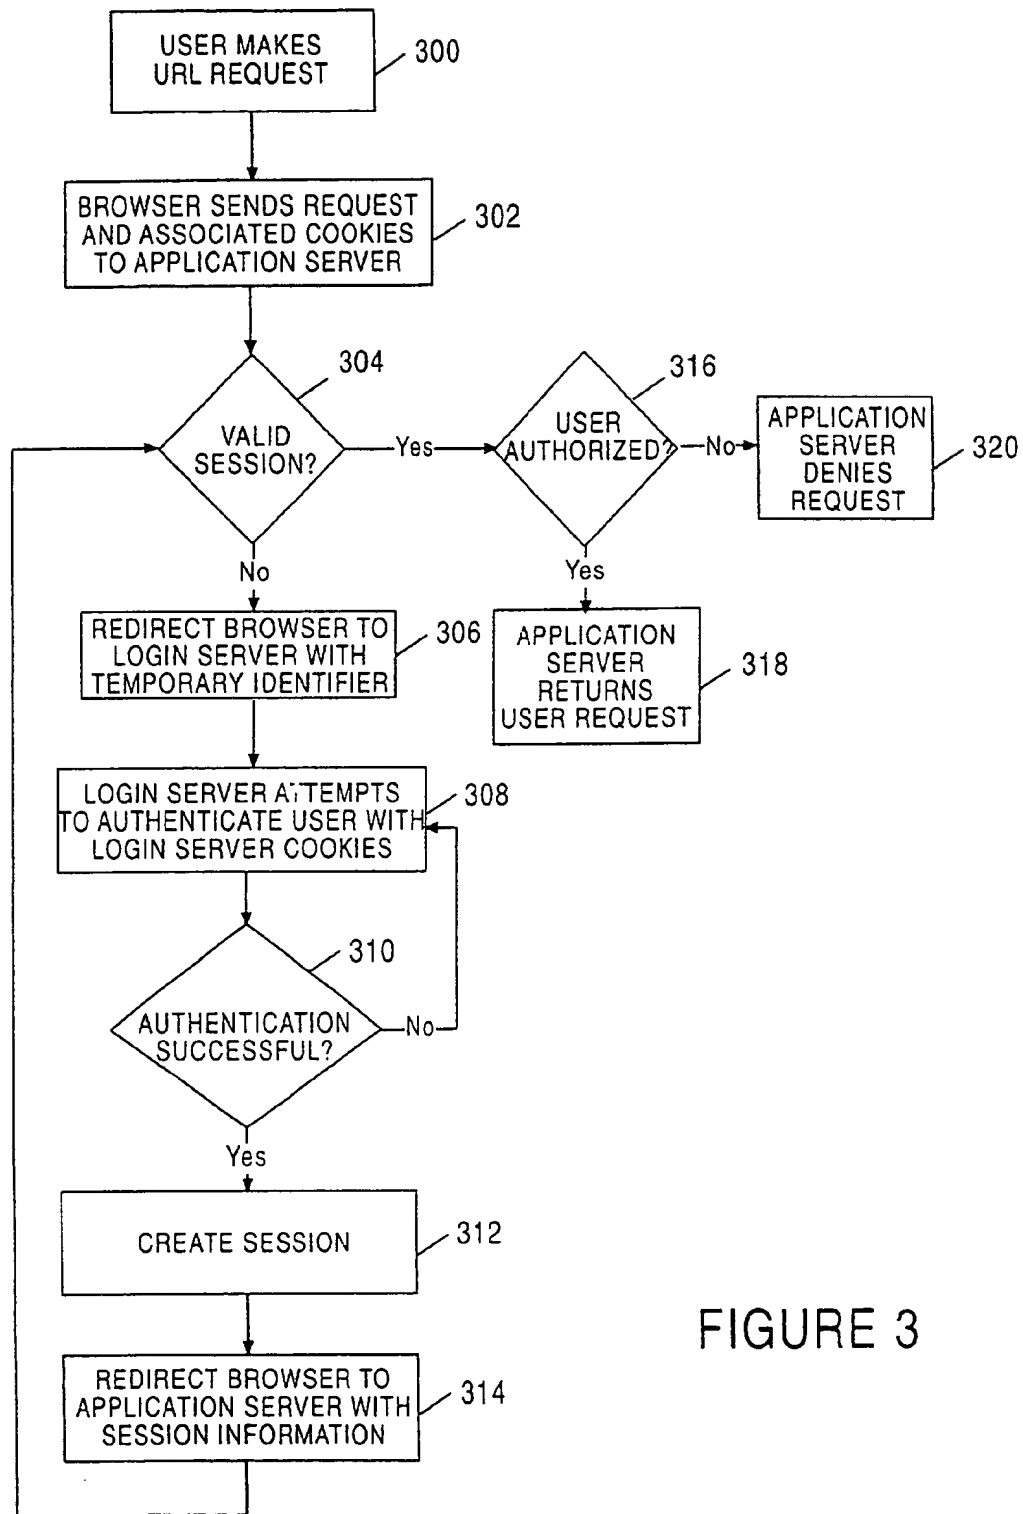 USER MAKES
URL REQUEST
300
BROWSER SENDS REQUEST
AND ASSOCIATED COOKIES
TO APPLICATION SERVER
302
304
VALID
SESSION?
Yes
316
USER
AUTHORIZED?
No
APPLICATION
SERVER
DENIES
REQUEST
320
No
Yes
REDIRECT BROWSER TO
LOGIN SERVER WITH
TEMPORARY IDENTIFIER
306
APPLICATION
SERVER
RETURNS
USER REQUEST
318
LOGIN SERVER ATTEMPTS
TO AUTHENTICATE USER WITH
LOGIN SERVER COOKIES
308
310
AUTHENTICATION
SUCCESSFUL?
No
Yes
CREATE SESSION
312
REDIRECT BROWSER TO
APPLICATION SERVER WITH
SESSION INFORMATION
314
FIGURE 3